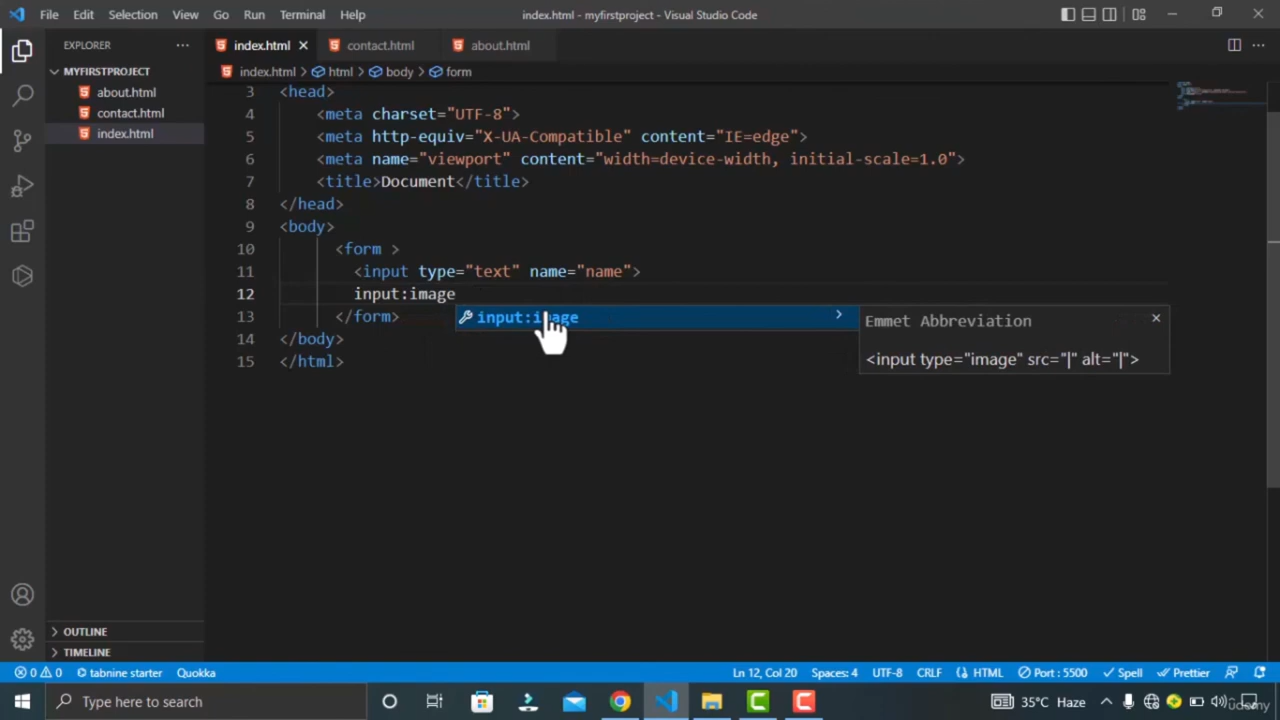 File Edit Selection View Go Run Terminal Help index.html - myfirstproject - Visual Studio Code
EXPLORER
index.html contact.html about.html
MYFIRSTPROJECT
index.html > html > body > form
about.html
contact.html
index.html
3 <head>
4 <meta charset="UTF-8">
5 <meta http-equiv="X-UA-Compatible" content="IE=edge">
6 <meta name="viewport" content="width=device-width, initial-scale=1.0">
7 <title>Document</title>
8 </head>
9 <body>
10 <form >
11 <input type="text" name="name">
12 input:image
13 </form>
14 </body>
15 </html>
input:image
Emmet Abbreviation
<input type="image" src="|" alt="|">
OUTLINE
TIMELINE
0 0 tabnine starter Quokka Ln 12, Col 20 Spaces: 4 UTF-8 CRLF HTML Port : 5500 Spell Prettier
Type here to search 35°C Haze
ûdemy